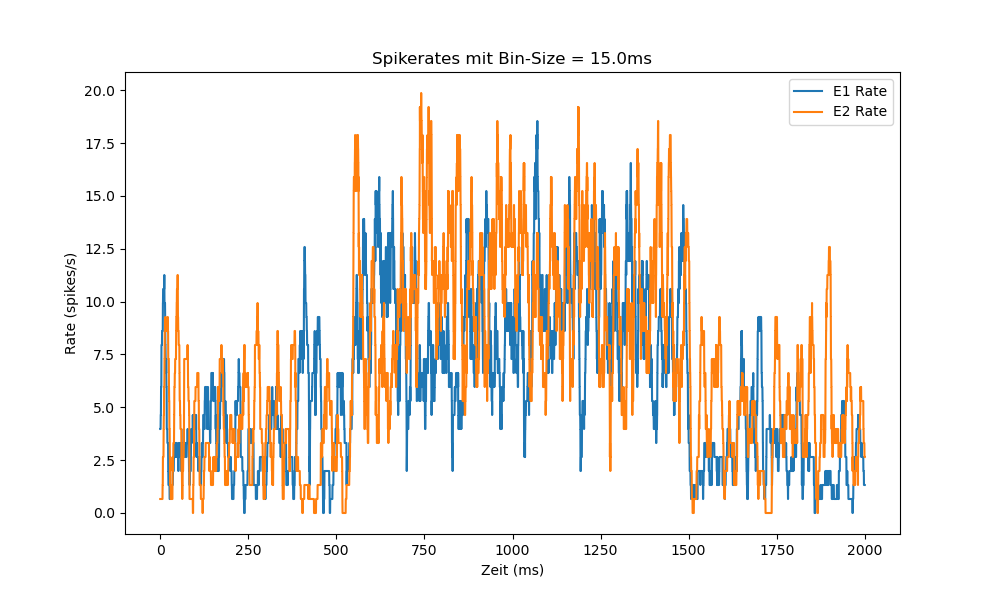 Spikerates mit Bin-Size = 15.0ms
E1 Rate
E2 Rate
Rate (spikes/s)
20.0
17.5
15.0
12.5
10.0
7.5
5.0
2.5
0.0
0 250 500 750 1000 1250 1500 1750 2000
Zeit (ms)